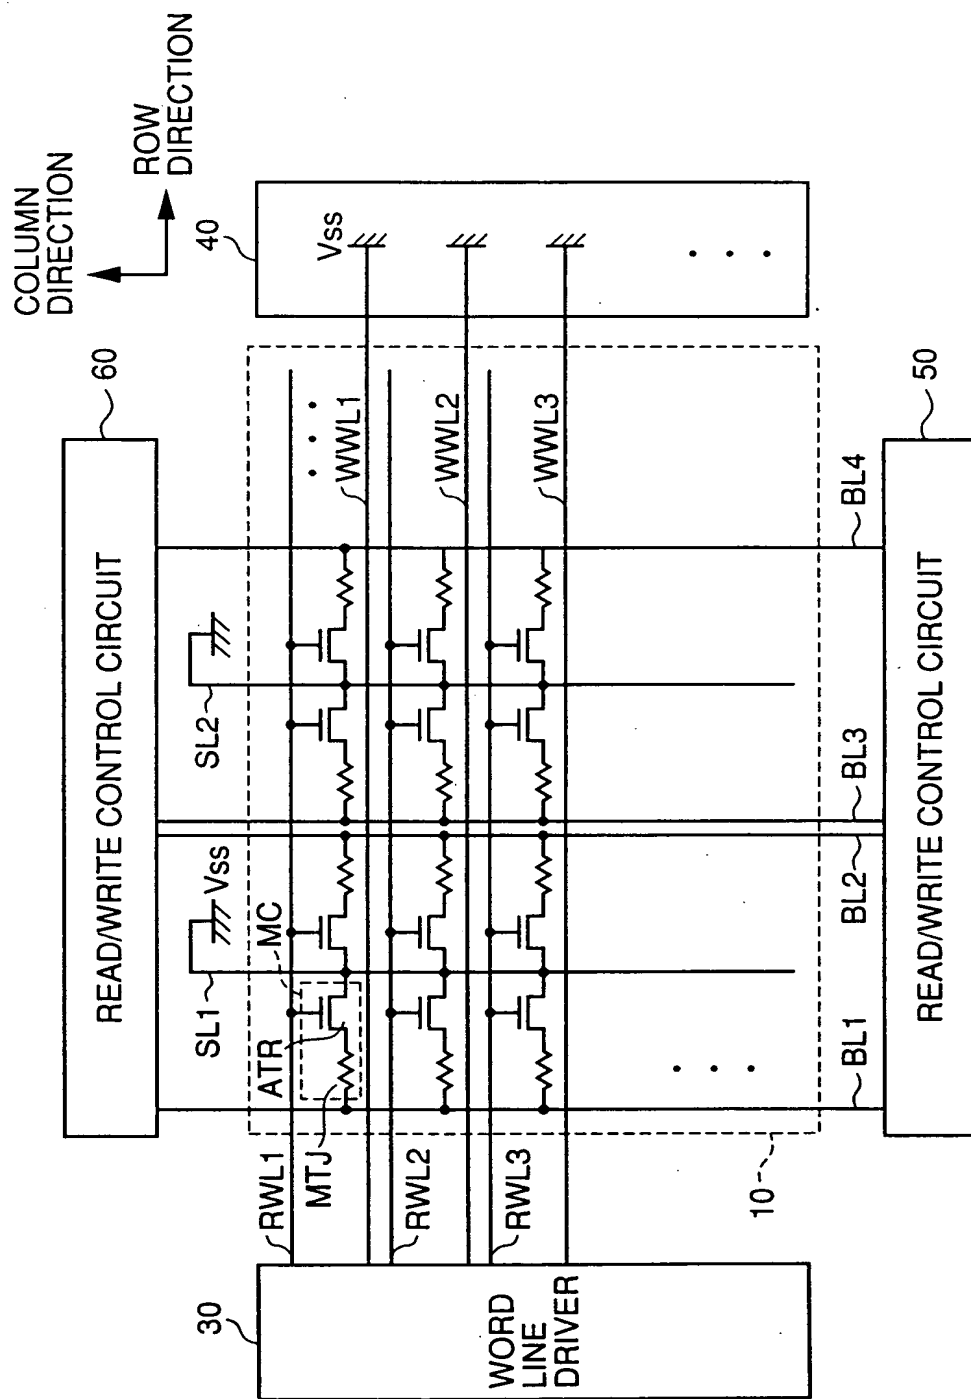 COLUMN
DIRECTION
ROW
DIRECTION
60
READ/WRITE CONTROL CIRCUIT
40
Vss
SL1
Vss
SL2
MC
ATR
MTJ
RWL1
WWL1
RWL2
WWL2
RWL3
WWL3
30
WORD
LINE
DRIVER
10
BL1
BL2
BL3
BL4
50
READ/WRITE CONTROL CIRCUIT